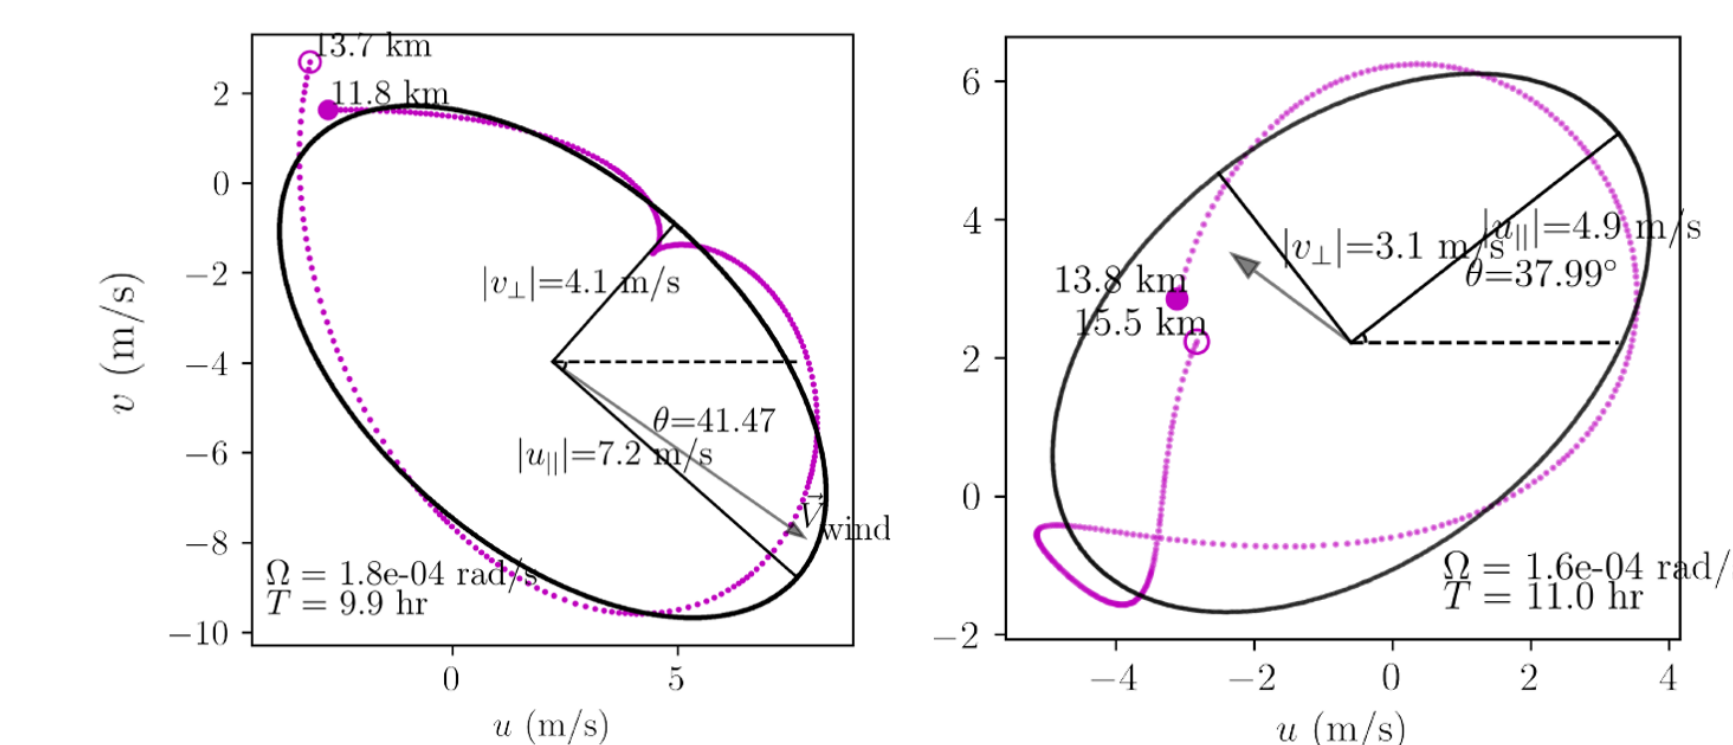 13.7 km
11.8 km
2
0
−2
−4
−6
−8
−10
v (m/s)
|v⊥|=4.1 m/s
θ=41.47
|u∥|=7.2 m/s
V⃗wind
Ω = 1.8e-04 rad/s
T = 9.9 hr
0
5
u (m/s)
6
4
2
0
−2
|v⊥|=3.1 m/s
|u∥|=4.9 m/s
θ=37.99°
13.8 km
15.5 km
Ω = 1.6e-04 rad/
T = 11.0 hr
−4
−2
0
2
4
u (m/s)